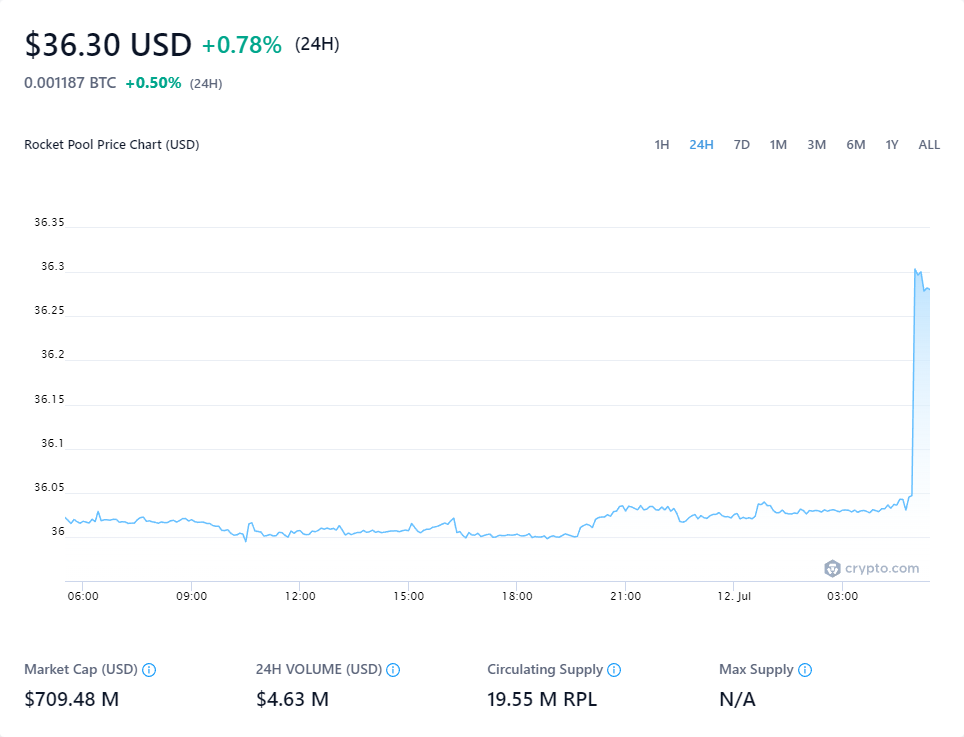 $36.30 USD +0.78% (24H)
0.001187 BTC +0.50% (24H)
Rocket Pool Price Chart (USD) 1H 24H 7D 1M 3M 6M 1Y ALL
36.35
36.3
36.25
36.2
36.15
36.1
36.05
36
crypto.com
06:00 09:00 12:00 15:00 18:00 21:00 12. Jul 03:00
Market Cap (USD) 24H VOLUME (USD) Circulating Supply Max Supply
$709.48 M $4.63 M 19.55 M RPL N/A